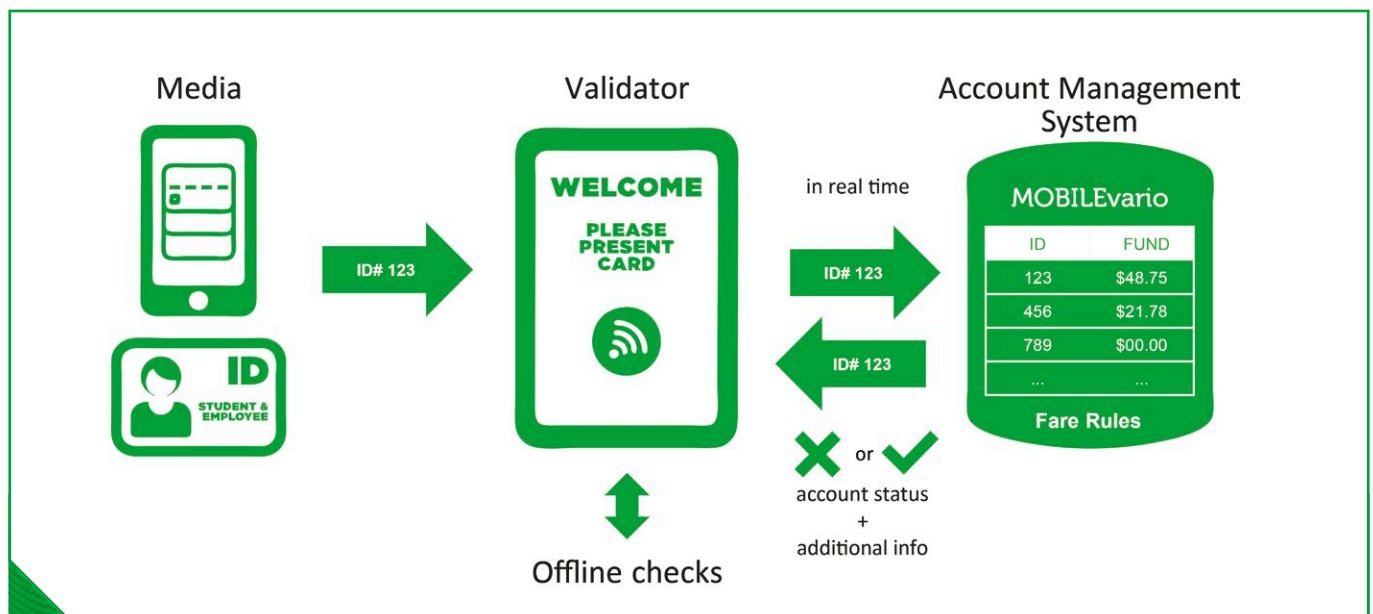 Media
ID
STUDENT &
EMPLOYEE
ID# 123
Validator
WELCOME
PLEASE
PRESENT
CARD
Offline checks
in real time
ID# 123
ID# 123
or
account status
+
additional info
Account Management
System
MOBILEvario
ID FUND
123 $48.75
456 $21.78
789 $00.00
... ...
Fare Rules